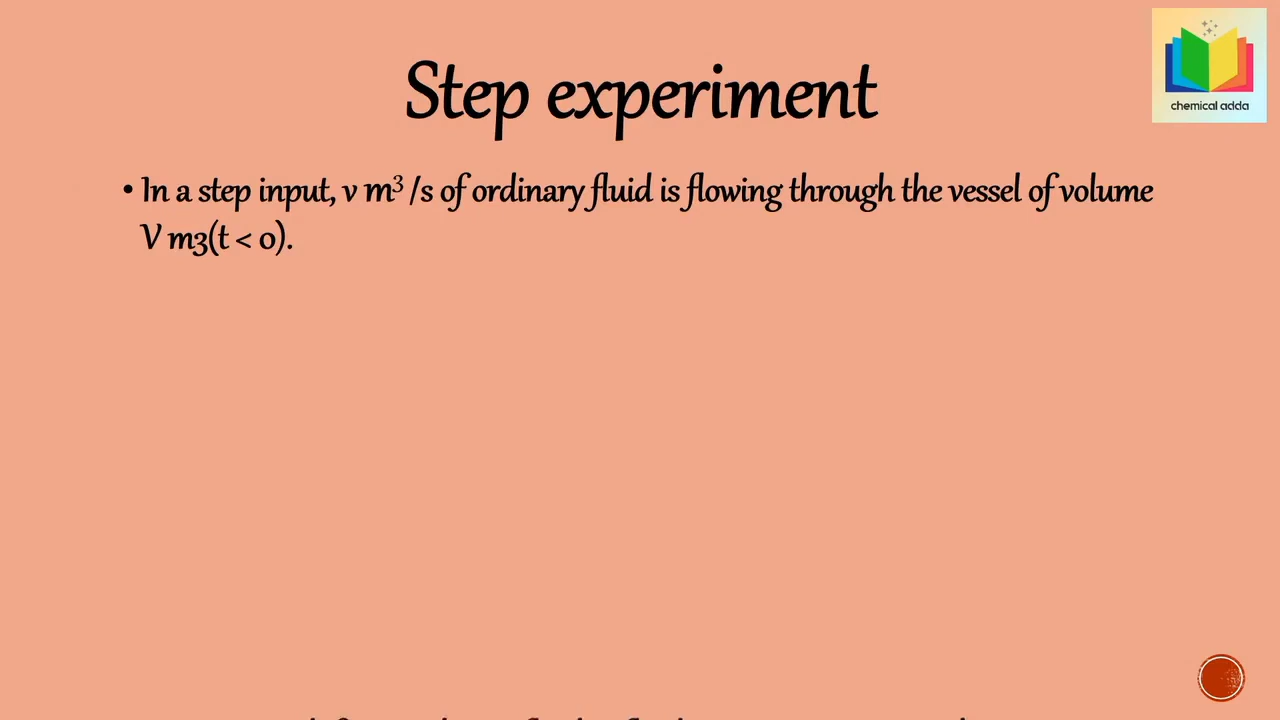 Step experiment
chemical adda
• In a step input, v m³ /s of ordinary fluid is flowing through the vessel of volume
V m3(t < 0).